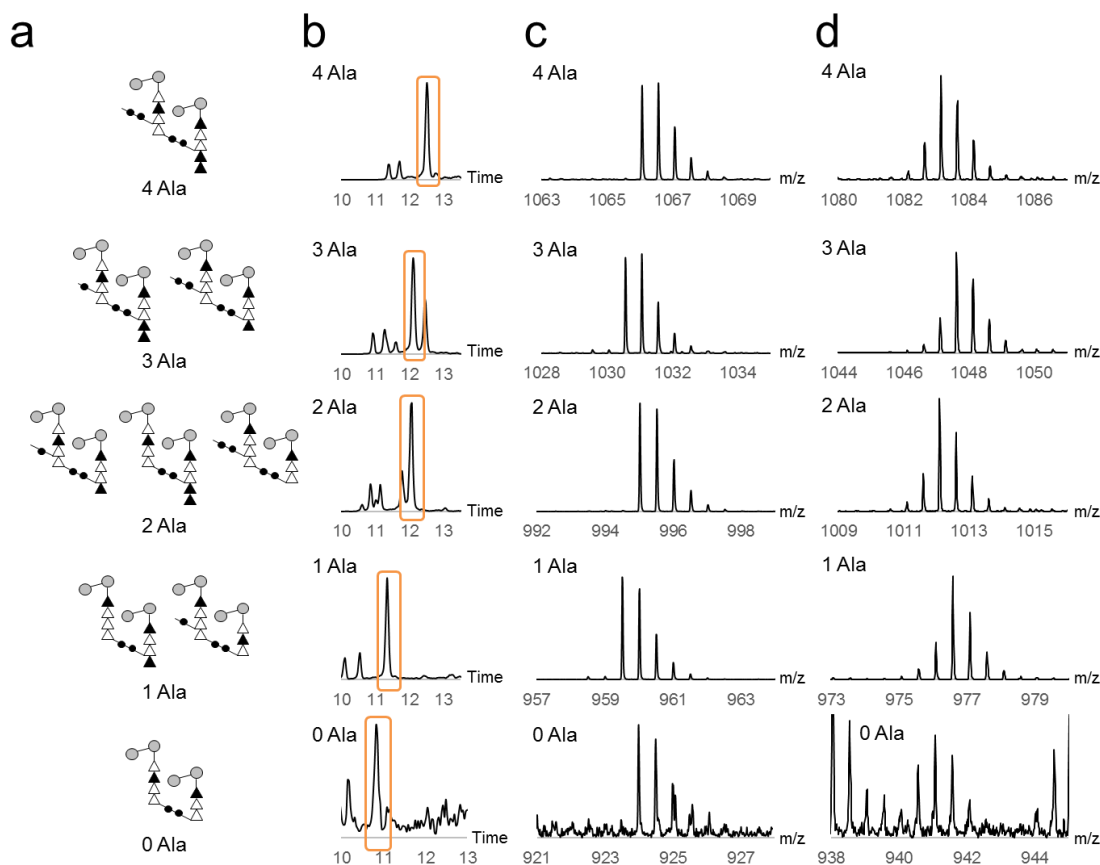 a b c d
4 Ala 4 Ala 4 Ala 4 Ala
Time m/z m/z
10 11 12 13 1063 1065 1067 1069 1080 1082 1084 1086
3 Ala 3 Ala 3 Ala 3 Ala
Time m/z m/z
10 11 12 13 1028 1030 1032 1034 1044 1046 1048 1050
2 Ala 2 Ala 2 Ala 2 Ala
Time m/z m/z
10 11 12 13 992 994 996 998 1009 1011 1013 1015
1 Ala 1 Ala 1 Ala 1 Ala
Time m/z m/z
10 11 12 13 957 959 961 963 973 975 977 979
0 Ala 0 Ala 0 Ala 0 Ala
Time m/z m/z
10 11 12 13 921 923 925 927 938 940 942 944